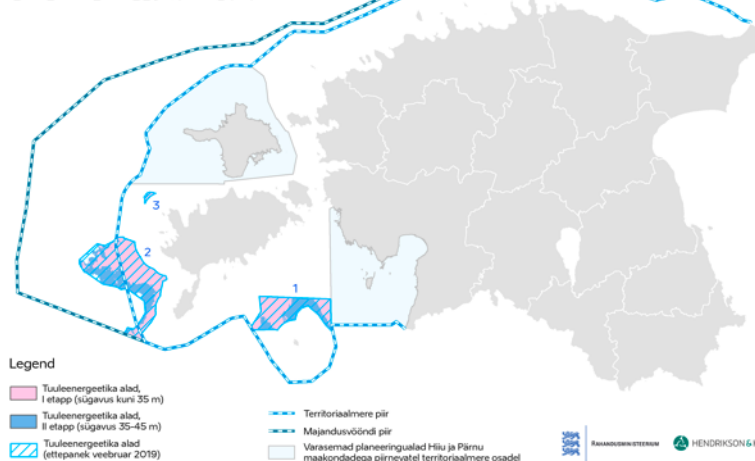 3
2
1
Legend
Tuuleenergeetika alad,
I etapp (sügavus kuni 35 m)
Tuuleenergeetika alad,
II etapp (sügavus 35-45 m)
Tuuleenergeetika alad
(ettepanek veebruar 2019)
Territoriaalmere piir
Majandusvööndi piir
Varasemad planeeringualad Hiiu ja Pärnu
maakondadega piirnevatel territoriaalmere osadel
RAHANDUSMINISTEERIUM
HENDRIKSON &